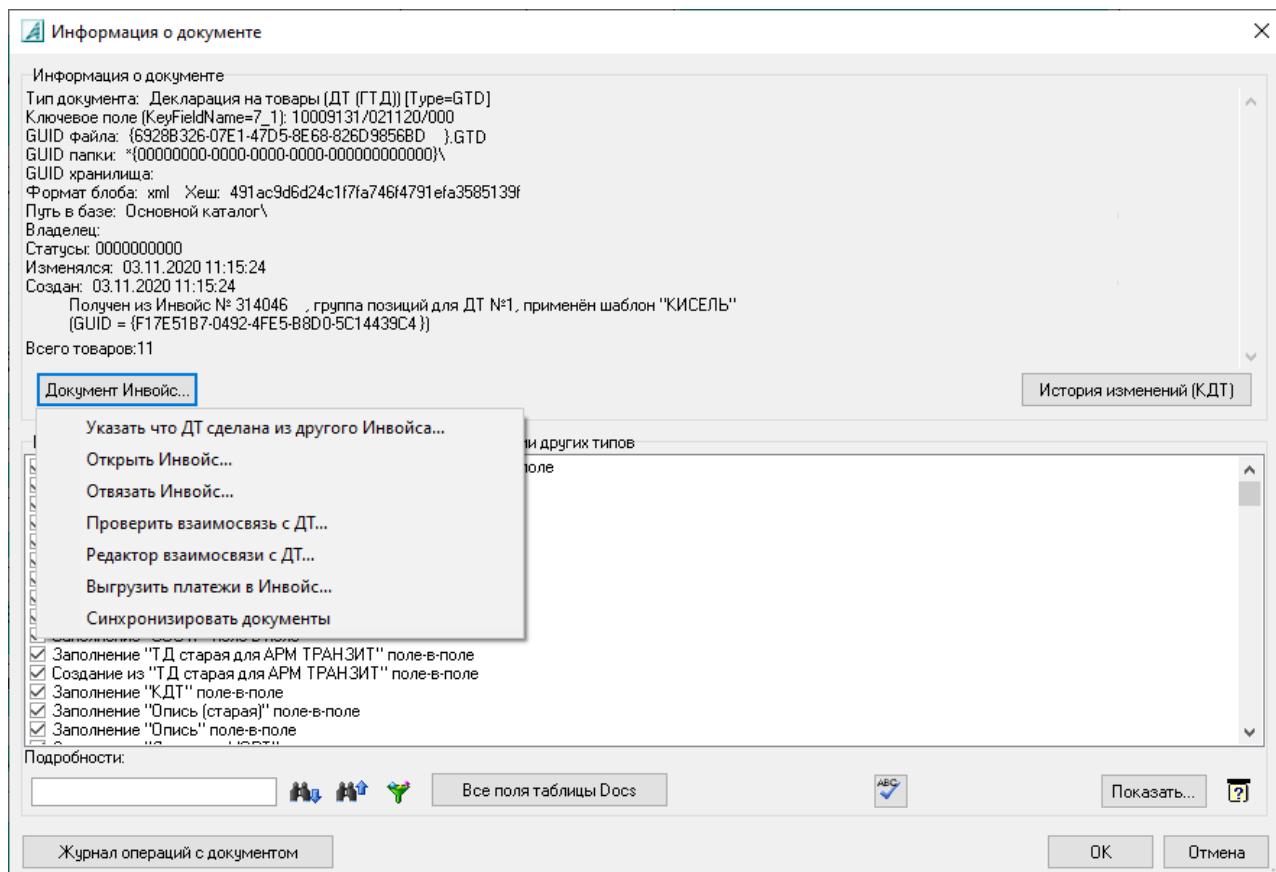 Информация о документе
Информация о документе
Тип документа: Декларация на товары (ДТ (ГТД)) [Type=GTD]
Ключевое поле (KeyFieldName=7_1): 10009131/021120/000
GUID файла: {6928B326-07E1-47D5-8E68-826D9856BD }.GTD
GUID папки: *{00000000-0000-0000-0000-000000000000}\
GUID хранилища:
Формат блоба: xml Хеш: 491ac9d6d24c1f7fa746f4791efa3585139f
Путь в базе: Основной каталог\
Владелец:
Статусы: 0000000000
Изменялся: 03.11.2020 11:15:24
Создан: 03.11.2020 11:15:24
Получен из Инвойс № 314046 , группа позиций для ДТ №1, применён шаблон "КИСЕЛЬ"
(GUID = {F17E51B7-0492-4FE5-B8D0-5C14439C4 })
Всего товаров:11
Документ Инвойс...
История изменений (КДТ)
Указать что ДТ сделана из другого Инвойса...
ии других типов
Открыть Инвойс...
поле
Отвязать Инвойс...
Проверить взаимосвязь с ДТ...
Редактор взаимосвязи с ДТ...
Выгрузить платежи в Инвойс...
Синхронизировать документы
Заполнение "ТД старая для АРМ ТРАНЗИТ" поле-в-поле
Создание из "ТД старая для АРМ ТРАНЗИТ" поле-в-поле
Заполнение "КДТ" поле-в-поле
Заполнение "Опись (старая)" поле-в-поле
Заполнение "Опись" поле-в-поле
Подробности:
Все поля таблицы Docs
ABC
Показать...
Журнал операций с документом
OK
Отмена